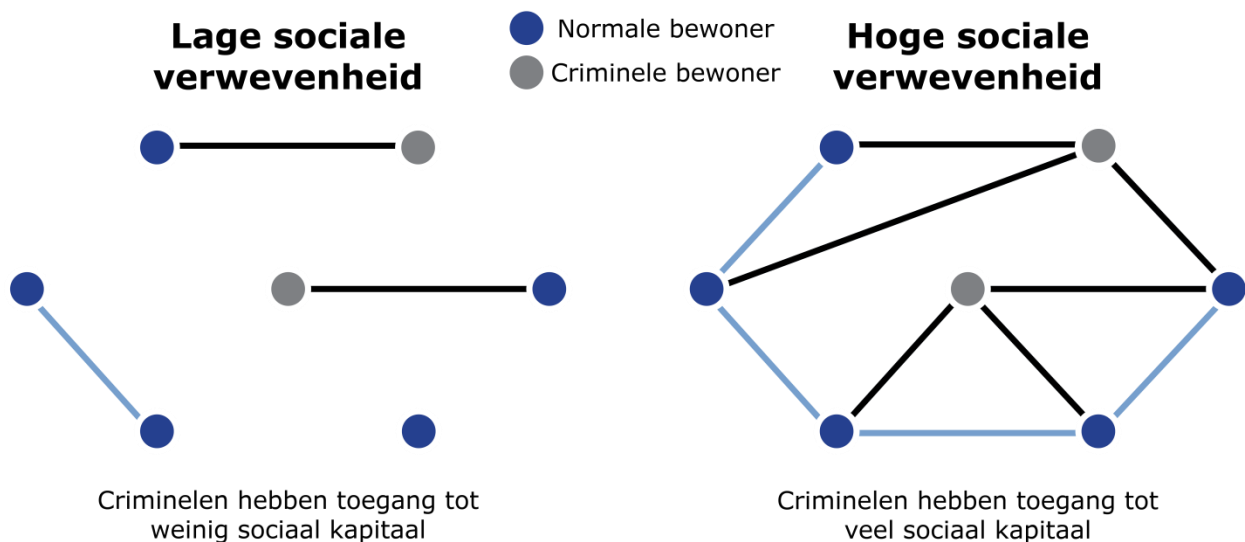 Lage sociale
verwevenheid
Normale bewoner
Criminele bewoner
Hoge sociale
verwevenheid
Criminelen hebben toegang tot
weinig sociaal kapitaal
Criminelen hebben toegang tot
veel sociaal kapitaal